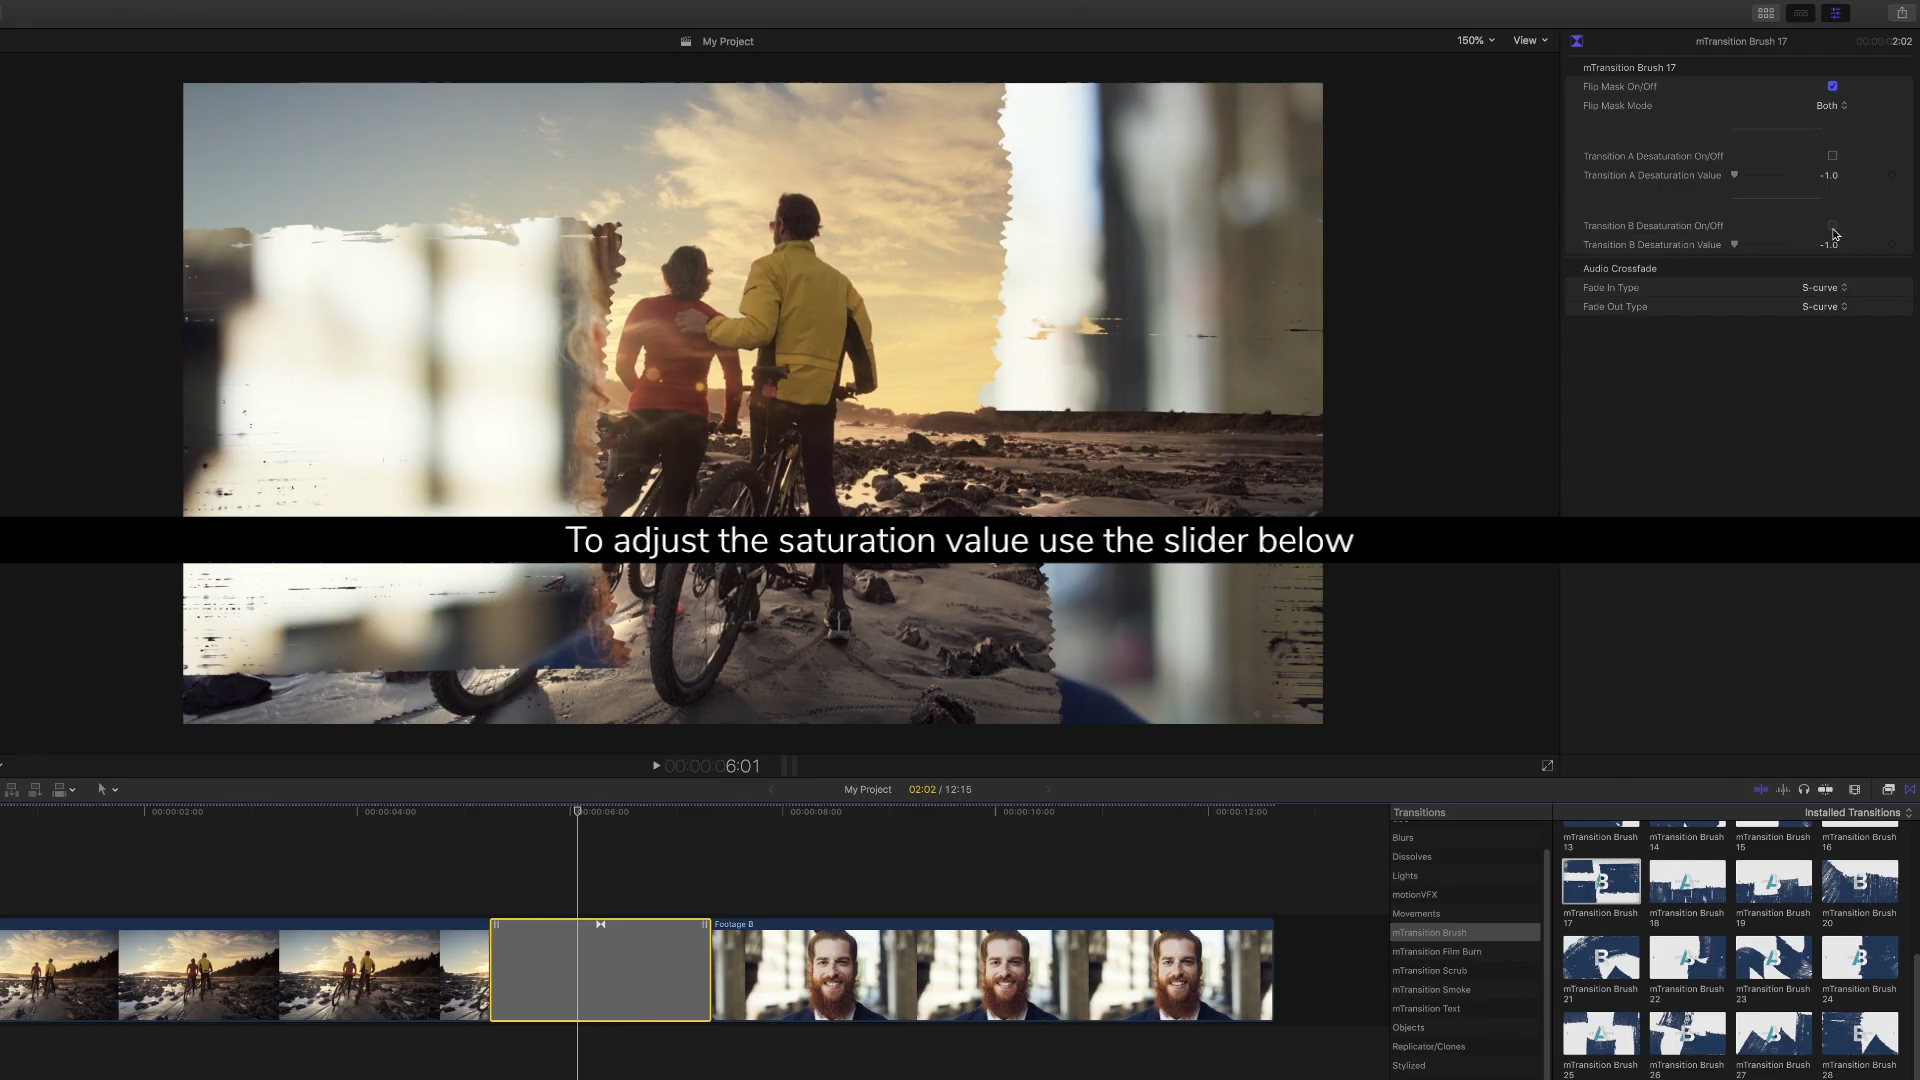 My Project
150%
View
mTransition Brush 17
00:00:02:02
mTransition Brush 17
Flip Mask On/Off
Flip Mask Mode
Both
Transition A Desaturation On/Off
Transition A Desaturation Value
-1.0
Transition B Desaturation On/Off
Transition B Desaturation Value
-1.0
Audio Crossfade
Fade In Type
S-curve
Fade Out Type
S-curve
To adjust the saturation value use the slider below
00:00:06:01
My Project
02:02 / 12:15
00:00:02:00
00:00:04:00
00:00:06:00
00:00:08:00
00:00:10:00
00:00:12:00
Footage B
Transitions
Installed Transitions
Blurs
Dissolves
Lights
motionVFX
Movements
mTransition Brush
mTransition Film Burn
mTransition Scrub
mTransition Smoke
mTransition Text
Objects
Replicator/Clones
Stylized
mTransition Brush 13
mTransition Brush 14
mTransition Brush 15
mTransition Brush 16
B
A
A
B
mTransition Brush 17
mTransition Brush 18
mTransition Brush 19
mTransition Brush 20
B
A
A
A
mTransition Brush 21
mTransition Brush 22
mTransition Brush 23
mTransition Brush 24
A
B
A
B
mTransition Brush 25
mTransition Brush 26
mTransition Brush 27
mTransition Brush 28